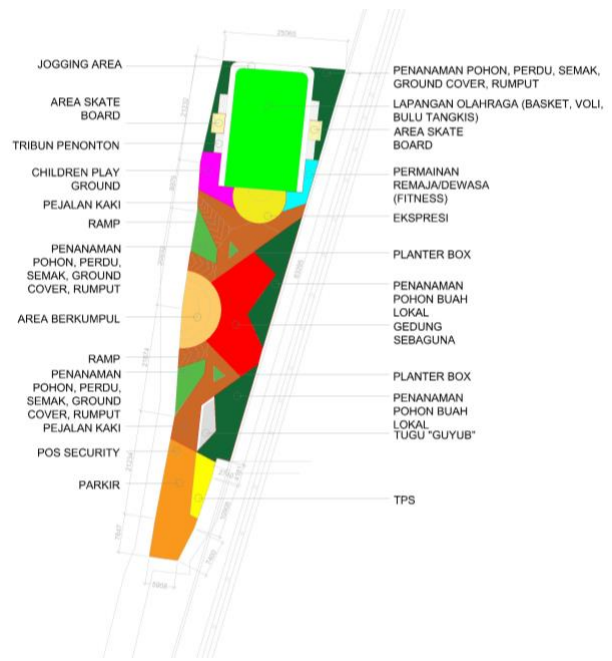 25060
JOGGING AREA
AREA SKATE
BOARD
TRIBUN PENONTON
CHILDREN PLAY
GROUND
PEJALAN KAKI
RAMP
PENANAMAN
POHON, PERDU,
SEMAK, GROUND
COVER, RUMPUT
AREA BERKUMPUL
RAMP
PENANAMAN
POHON, PERDU,
SEMAK, GROUND
COVER, RUMPUT
PEJALAN KAKI
POS SECURITY
PARKIR
PENANAMAN POHON, PERDU, SEMAK,
GROUND COVER, RUMPUT
LAPANGAN OLAHRAGA (BASKET, VOLI,
BULU TANGKIS)
AREA SKATE
BOARD
PERMAINAN
REMAJA/DEWASA
(FITNESS)
EKSPRESI
PLANTER BOX
PENANAMAN
POHON BUAH
LOKAL
GEDUNG
SEBAGUNA
PLANTER BOX
PENANAMAN
POHON BUAH
LOKAL
TUGU "GUYUB"
TPS